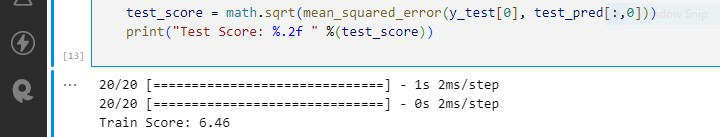 test_score = math.sqrt(mean_squared_error(y_test[0], test_pred[:,0]))
print("Test Score: %.2f " %(test_score))
[13]
...
20/20 [==============================] - 1s 2ms/step
20/20 [==============================] - 0s 2ms/step
Train Score: 6.46